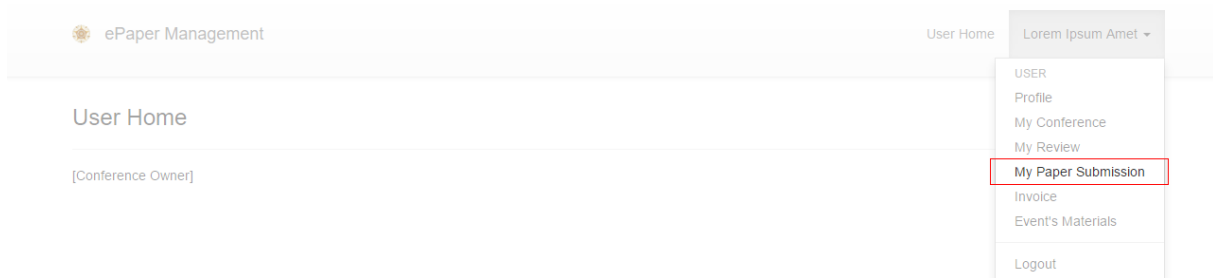 ePaper Management
User Home
Lorem Ipsum Amet
USER
Profile
My Conference
My Review
My Paper Submission
Invoice
Event's Materials
Logout
User Home
[Conference Owner]